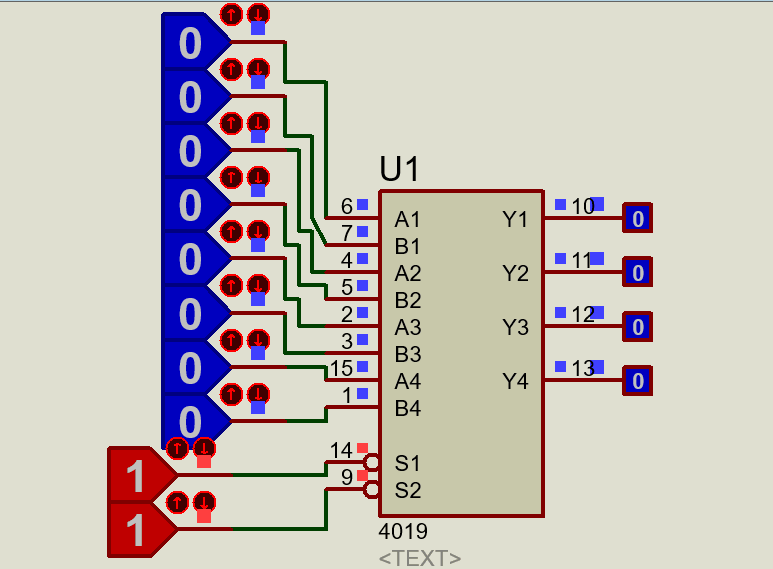 0
0
0
0
0
0
0
0
1
1
U1
6 A1 Y1 10 0
7 B1
4 A2 Y2 11 0
5 B2
2 A3 Y3 12 0
3 B3
15 A4 Y4 13 0
1 B4
14 S1
9 S2
4019
<TEXT>